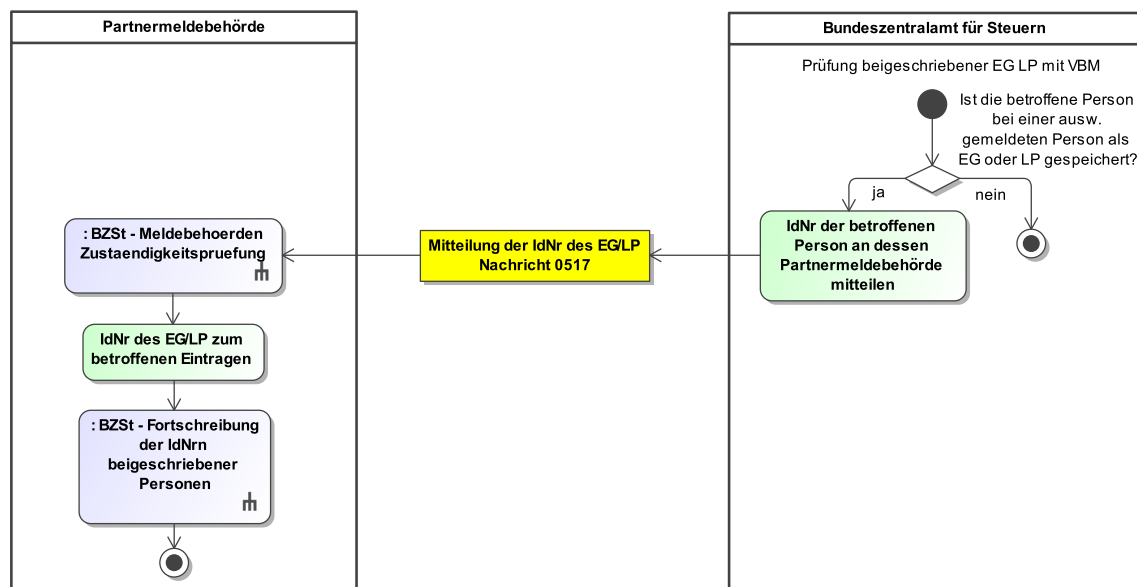 Partnermeldebehörde
Bundeszentralamt für Steuern
Prüfung beigeschriebener EG LP mit VBM
Ist die betroffene Person
bei einer ausw.
gemeldeten Person als
EG oder LP gespeichert?
ja
nein
IdNr der betroffenen
Person an dessen
Partnermeldebehörde
mitteilen
Mitteilung der IdNr des EG/LP
Nachricht 0517
: BZSt - Meldebehoerden
Zustaendigkeitspruefung
IdNr des EG/LP zum
betroffenen Eintragen
: BZSt - Fortschreibung
der IdNrn
beigeschriebener
Personen